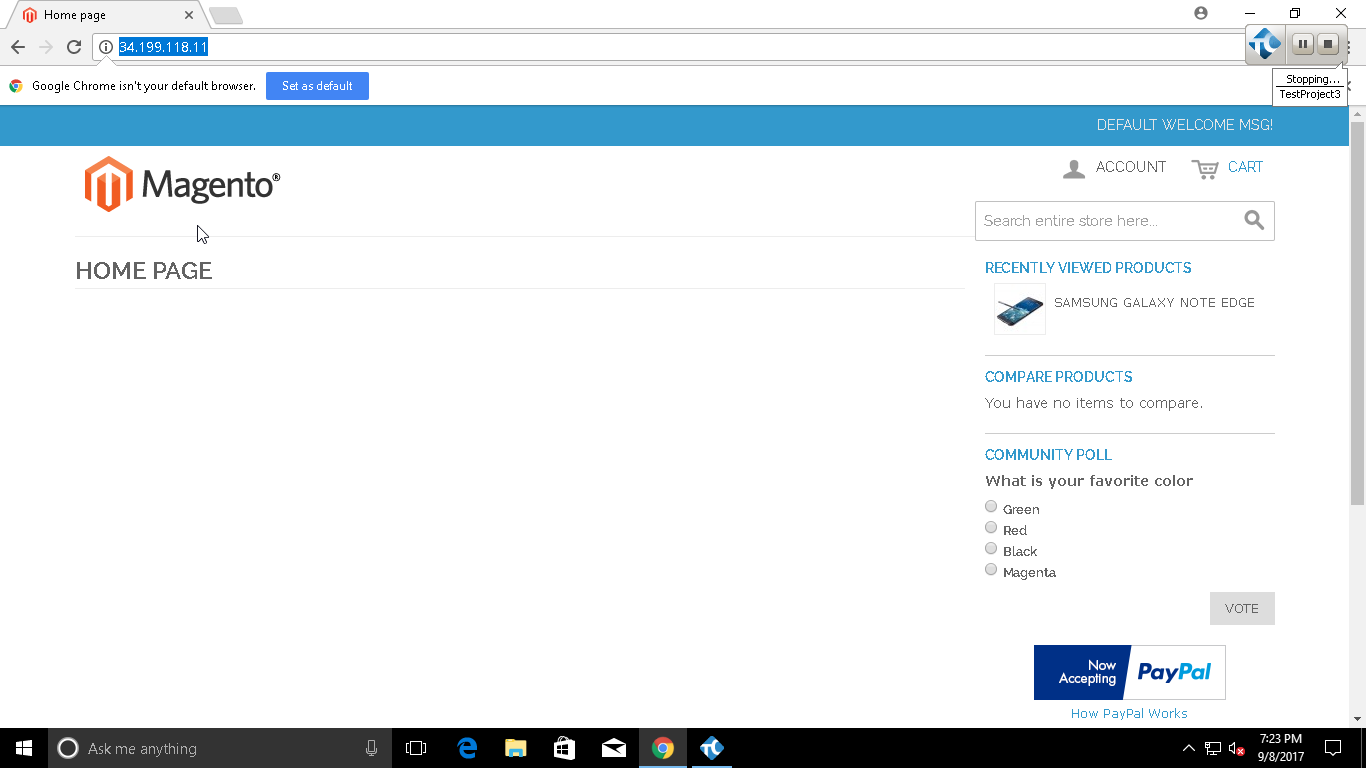 Home page
34.199.118.11
Google Chrome isn't your default browser.
Set as default
Stopping...
TestProject3
DEFAULT WELCOME MSG!
Magento®
ACCOUNT
CART
Search entire store here...
HOME PAGE
RECENTLY VIEWED PRODUCTS
SAMSUNG GALAXY NOTE EDGE
COMPARE PRODUCTS
You have no items to compare.
COMMUNITY POLL
What is your favorite color
Green
Red
Black
Magenta
VOTE
Now
Accepting
PayPal
How PayPal Works
Ask me anything
7:23 PM
9/8/2017